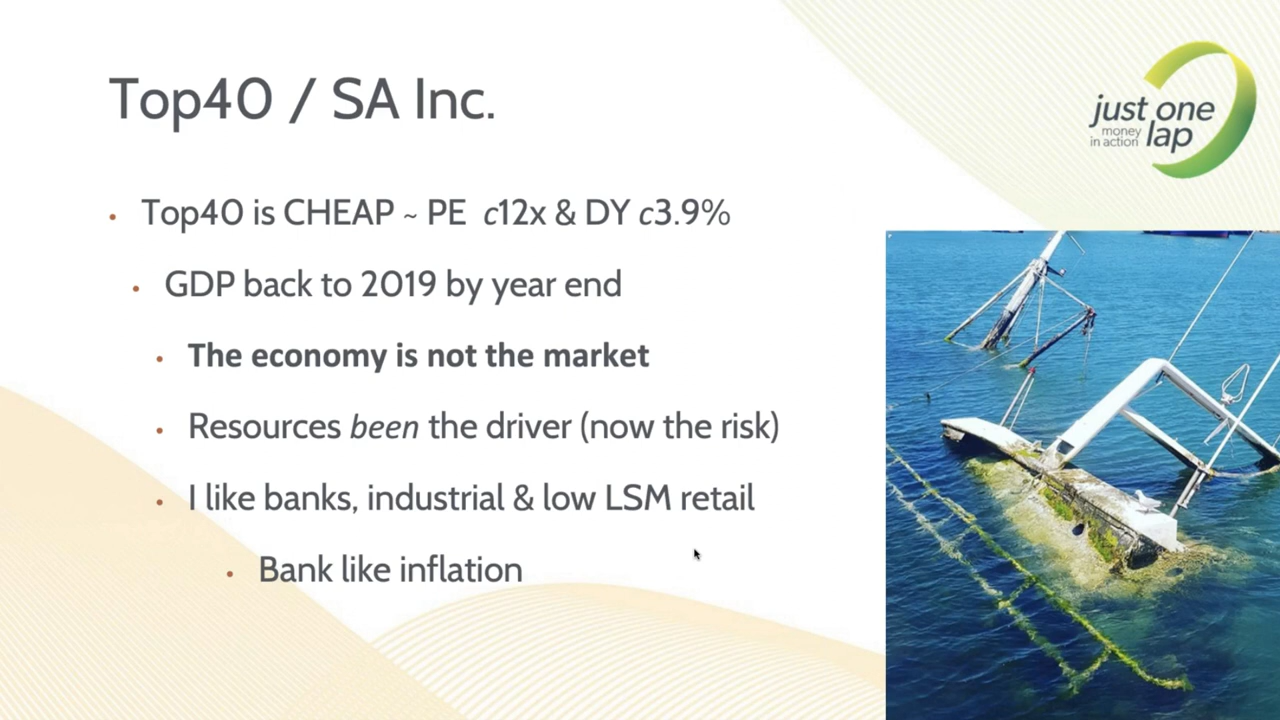 Top40 / SA Inc.
just one
money
in action lap
• Top40 is CHEAP ~ PE c12x & DY c3.9%
• GDP back to 2019 by year end
• The economy is not the market
• Resources been the driver (now the risk)
• I like banks, industrial & low LSM retail
• Bank like inflation